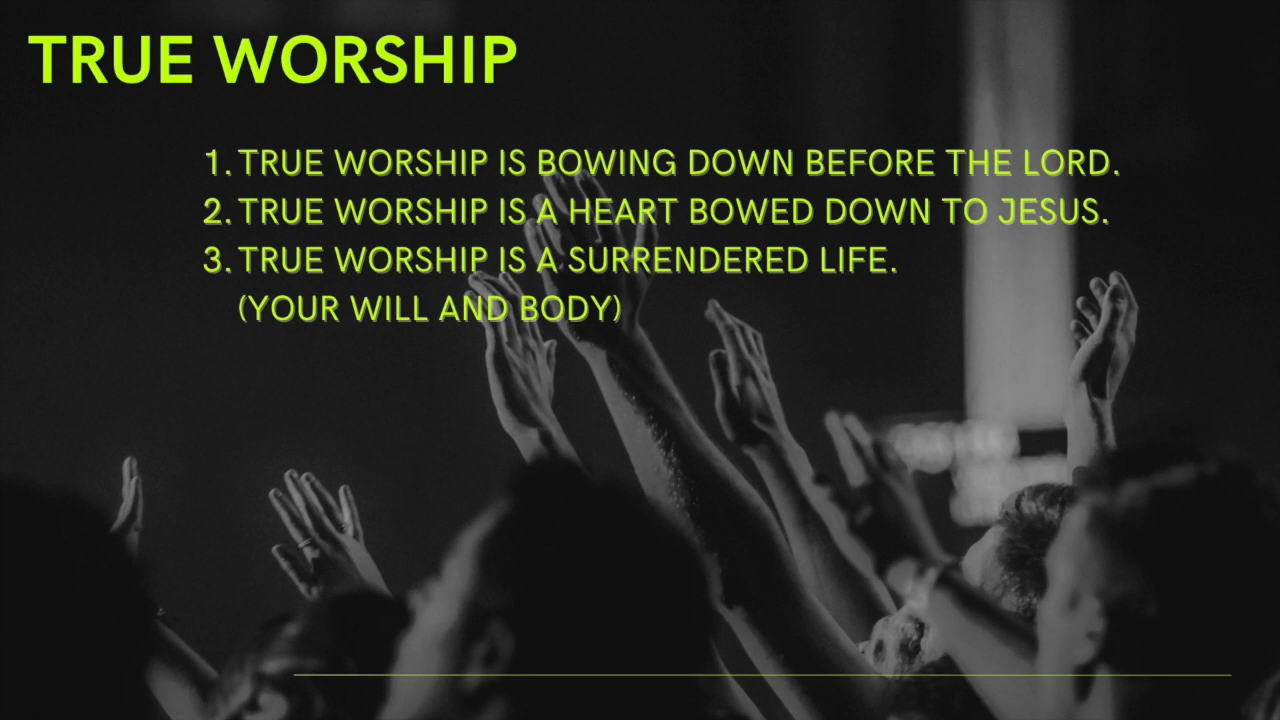 TRUE WORSHIP
1. TRUE WORSHIP IS BOWING DOWN BEFORE THE LORD.
2. TRUE WORSHIP IS A HEART BOWED DOWN TO JESUS.
3. TRUE WORSHIP IS A SURRENDERED LIFE.
(YOUR WILL AND BODY)